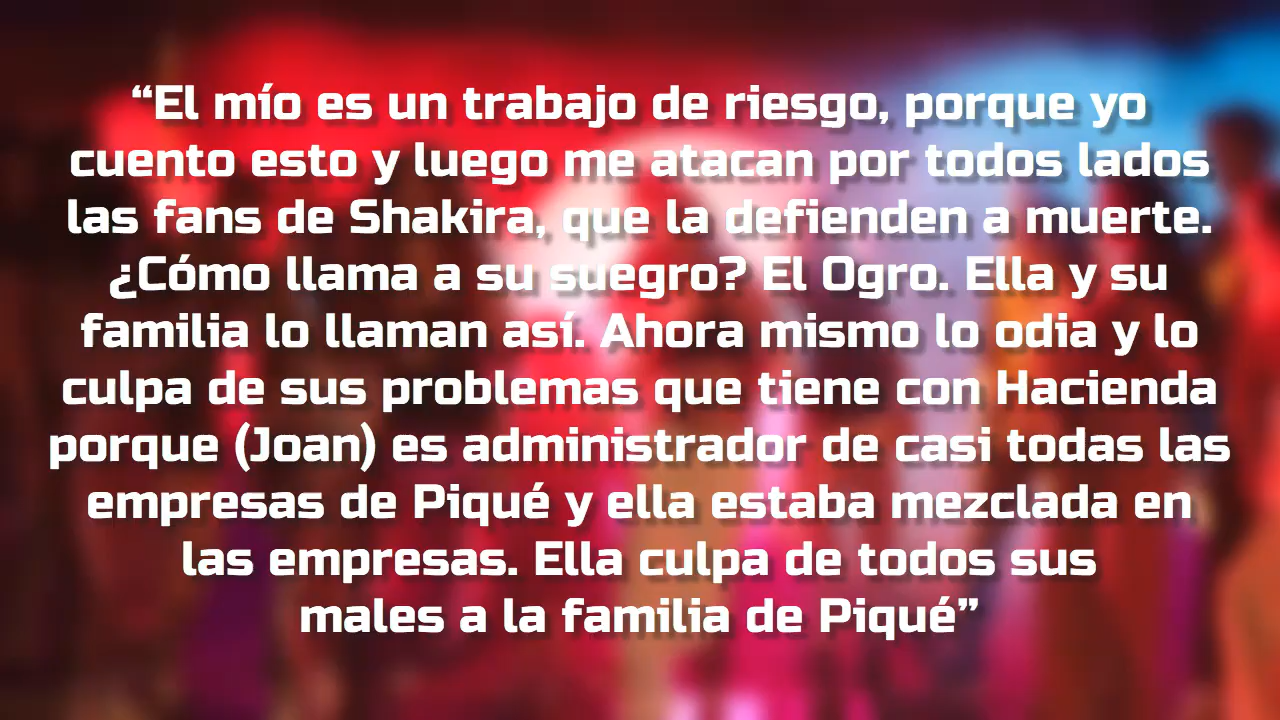 “El mío es un trabajo de riesgo, porque yo
cuento esto y luego me atacan por todos lados
las fans de Shakira, que la defienden a muerte.
¿Cómo llama a su suegro? El Ogro. Ella y su
familia lo llaman así. Ahora mismo lo odia y lo
culpa de sus problemas que tiene con Hacienda
porque (Joan) es administrador de casi todas las
empresas de Piqué y ella estaba mezclada en
las empresas. Ella culpa de todos sus
males a la familia de Piqué”